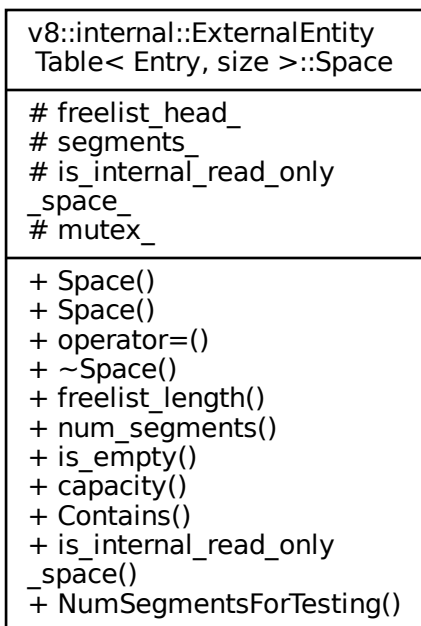 v8::internal::ExternalEntity
Table< Entry, size >::Space
# freelist_head_
# segments_
# is_internal_read_only
_space_
# mutex_
+ Space()
+ Space()
+ operator=()
+ ~Space()
+ freelist_length()
+ num_segments()
+ is_empty()
+ capacity()
+ Contains()
+ is_internal_read_only
_space()
+ NumSegmentsForTesting()